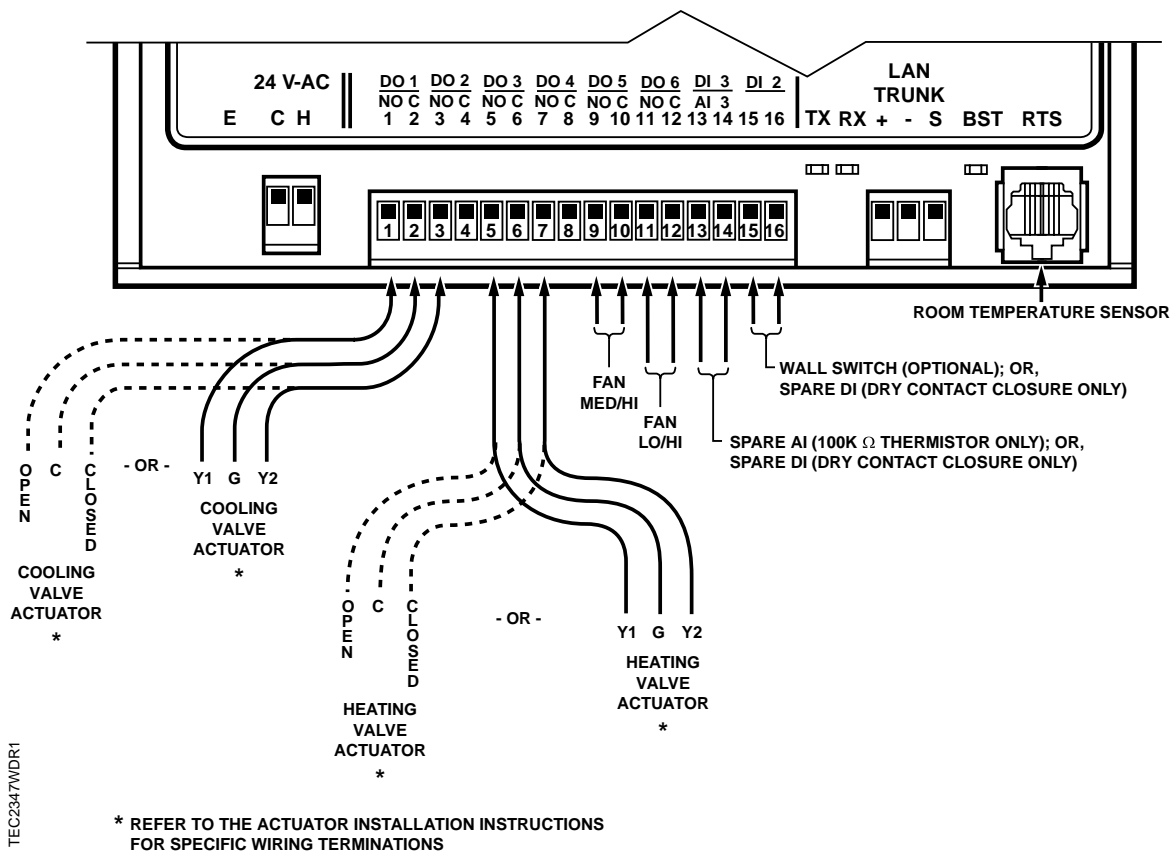 24 V-AC
E C H
DO 1 DO 2 DO 3 DO 4 DO 5 DO 6 DI 3 DI 2
NO C NO C NO C NO C NO C NO C AI 3
1 2 3 4 5 6 7 8 9 10 11 12 13 14 15 16
LAN
TRUNK
TX RX + - S BST RTS
1 2 3 4 5 6 7 8 9 10 11 12 13 14 15 16
ROOM TEMPERATURE SENSOR
WALL SWITCH (OPTIONAL); OR,
SPARE DI (DRY CONTACT CLOSURE ONLY)
FAN
MED/HI
FAN
LO/HI
SPARE AI (100K Ω THERMISTOR ONLY); OR,
SPARE DI (DRY CONTACT CLOSURE ONLY)
OPEN
C
CLOSED
COOLING
VALVE
ACTUATOR
*
- OR -
Y1 G Y2
COOLING
VALVE
ACTUATOR
*
OPEN
C
CLOSED
HEATING
VALVE
ACTUATOR
*
- OR -
Y1 G Y2
HEATING
VALVE
ACTUATOR
*
TEC2347WDR1
* REFER TO THE ACTUATOR INSTALLATION INSTRUCTIONS
FOR SPECIFIC WIRING TERMINATIONS